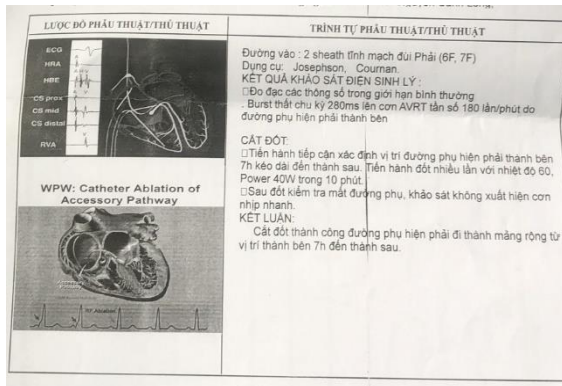 LƯỢC ĐỒ PHẪU THUẬT/THỦ THUẬT
TRÌNH TỰ PHẪU THUẬT/THỦ THUẬT
ECG
HRA
HBE
CS prox
CS mid
CS distal
RVA
WPW: Catheter Ablation of
Accessory Pathway
RF Ablation
Đường vào : 2 sheath tĩnh mạch đùi Phải (6F, 7F)
Dụng cụ: Josephson, Cournan.
KẾT QUẢ KHẢO SÁT ĐIỆN SINH LÝ :
Đo đạc các thông số trong giới hạn bình thường
. Burst thất chu kỳ 280ms lên cơn AVRT tần số 180 lần/phút do
đường phụ hiện phải thành bên
CẮT ĐỐT:
Tiến hành tiếp cận xác định vị trí đường phụ hiện phải thành bên
7h kéo dài đến thành sau. Tiến hành đốt nhiều lần với nhiệt độ 60,
Power 40W trong 10 phút.
Sau đốt kiểm tra mất đường phụ, khảo sát không xuất hiện cơn
nhịp nhanh.
KẾT LUẬN:
Cắt đốt thành công đường phụ hiện phải đi thành mảng rộng từ
vị trí thành bên 7h đến thành sau.